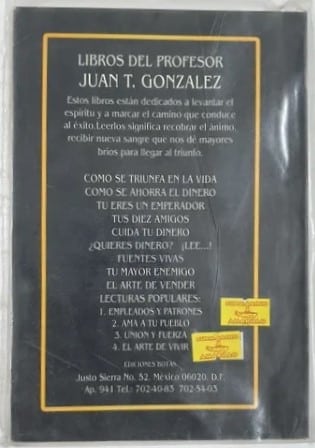 LIBROS DEL PROFESOR
JUAN T. GONZALEZ
Estos libros están dedicados a levantar el
espíritu y a marcar el camino que conduce
al éxito.Leerlos significa recobrar el ánimo,
recibir nueva sangre que nos dé mayores
bríos para llegar al triunfo.
COMO SE TRIUNFA EN LA VIDA
COMO SE AHORRA EL DINERO
TU ERES UN EMPERADOR
TUS DIEZ AMIGOS
CUIDA TU DINERO
¿QUIERES DINERO? ¡LEE...!
FUENTES VIVAS
TU MAYOR ENEMIGO
EL ARTE DE VENDER
LECTURAS POPULARES:
1. EMPLEADOS Y PATRONES
2. AMA A TU PUEBLO
3. UNION Y FUERZA
4. EL ARTE DE VIVIR
EDICIONES BOTAS
Justo Sierra No. 52. México 06020. D.F.
Ap. 941 Tel.: 702-40-83 702-54-03